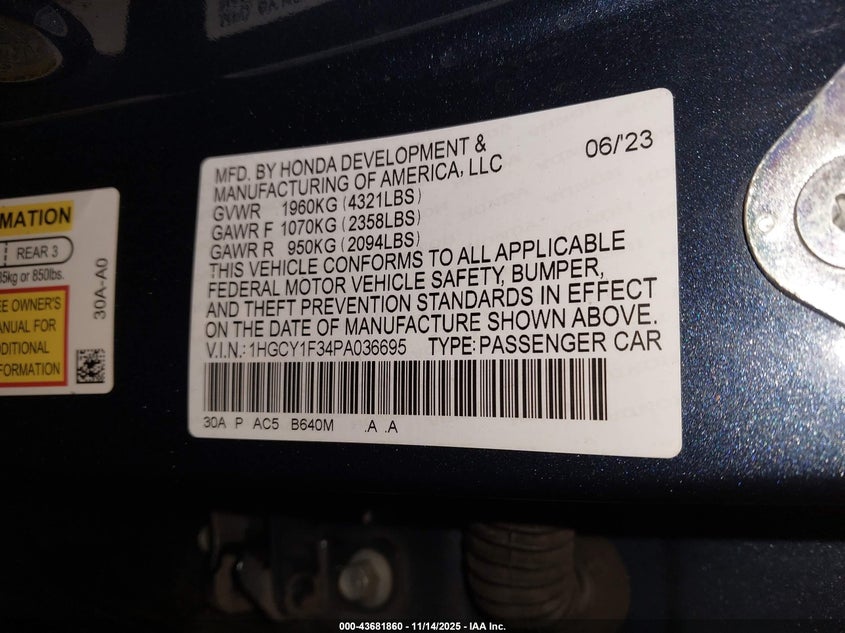 MFD. BY HONDA DEVELOPMENT &
MANUFACTURING OF AMERICA, LLC
06/'23
GVWR 1960KG (4321LBS)
GAWR F 1070KG (2358LBS)
GAWR R 950KG (2094LBS)
THIS VEHICLE CONFORMS TO ALL APPLICABLE
FEDERAL MOTOR VEHICLE SAFETY, BUMPER,
AND THEFT PREVENTION STANDARDS IN EFFECT
ON THE DATE OF MANUFACTURE SHOWN ABOVE.
V.I.N.: 1HGCY1F34PA036695 TYPE: PASSENGER CAR
30A P AC5 B640M .A .A
MATION
REAR 3
85kg or 850lbs.
EE OWNER'S
ANUAL FOR
DDITIONAL
FORMATION
30A-A0
000-43681860 - 11/14/2025 - IAA Inc.